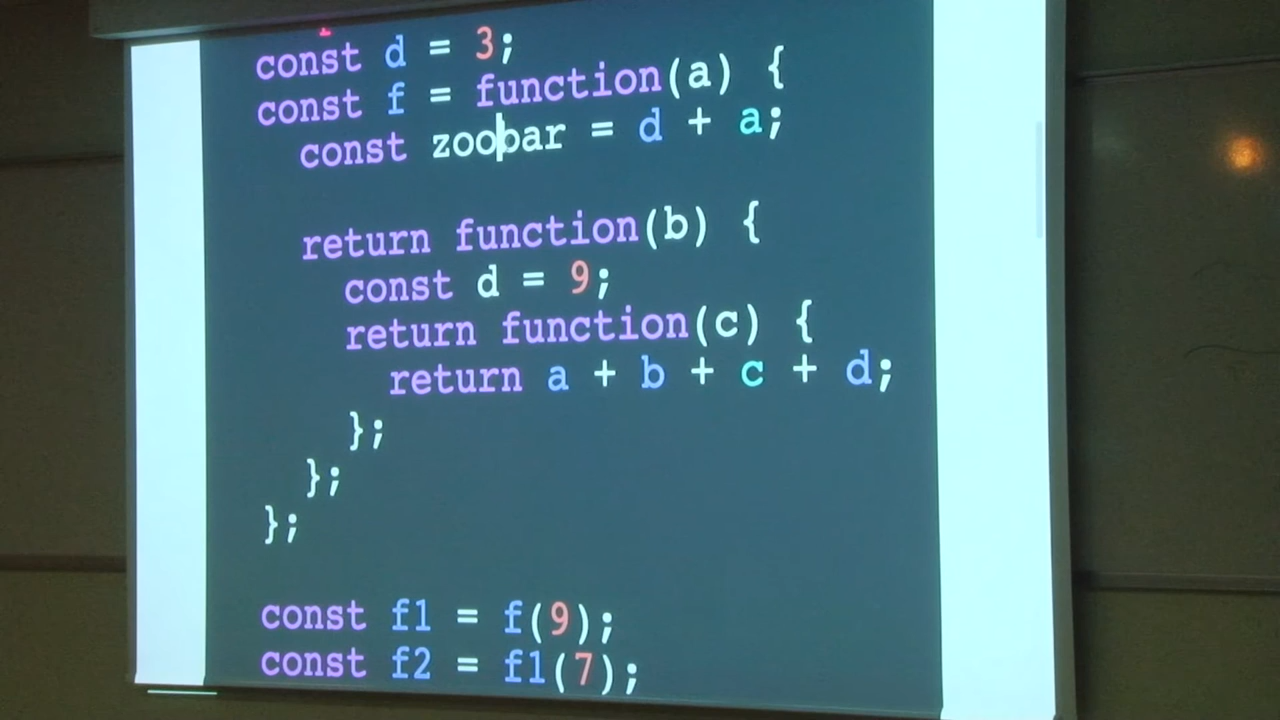 const d = 3;
const f = function(a) {
const zoobar = d + a;
return function(b) {
const d = 9;
return function(c) {
return a + b + c + d;
};
};
};
const f1 = f(9);
const f2 = f1(7);